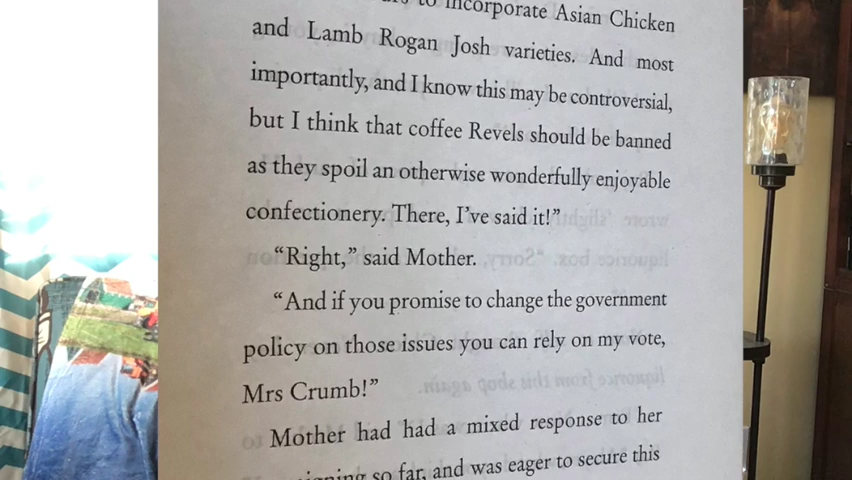 to incorporate Asian Chicken
and Lamb Rogan Josh varieties. And most
importantly, and I know this may be controversial,
but I think that coffee Revels should be banned
as they spoil an otherwise wonderfully enjoyable
confectionery. There, I've said it!”
“Right,” said Mother.
“And if you promise to change the government
policy on those issues you can rely on my vote,
Mrs Crumb!”
Mother had had a mixed response to her
so far, and was eager to secure this